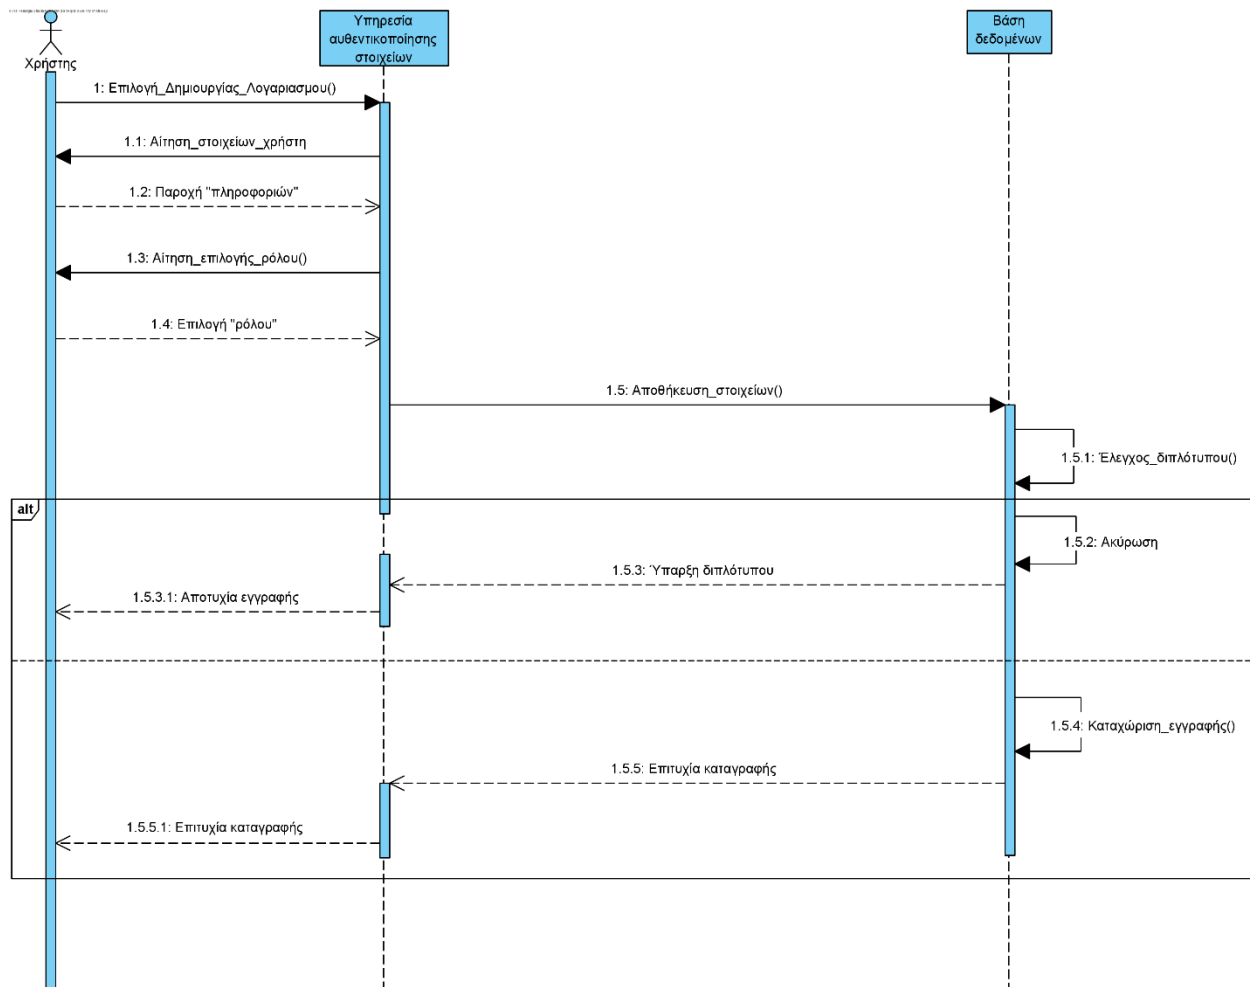 Χρήστης
Υπηρεσία
αυθεντικοποίησης
στοιχείων
Βάση
δεδομένων
1: Επιλογή_Δημιουργίας_Λογαριασμου()
1.1: Αίτηση_στοιχείων_χρήστη
1.2: Παροχή "πληροφοριών"
1.3: Αίτηση_επιλογής_ρόλου()
1.4: Επιλογή "ρόλου"
1.5: Αποθήκευση_στοιχείων()
1.5.1: Έλεγχος_διπλότυπου()
alt
1.5.2: Ακύρωση
1.5.3: Ύπαρξη διπλότυπου
1.5.3.1: Αποτυχία εγγραφής
1.5.4: Καταχώριση_εγγραφής()
1.5.5: Επιτυχία καταγραφής
1.5.5.1: Επιτυχία καταγραφής